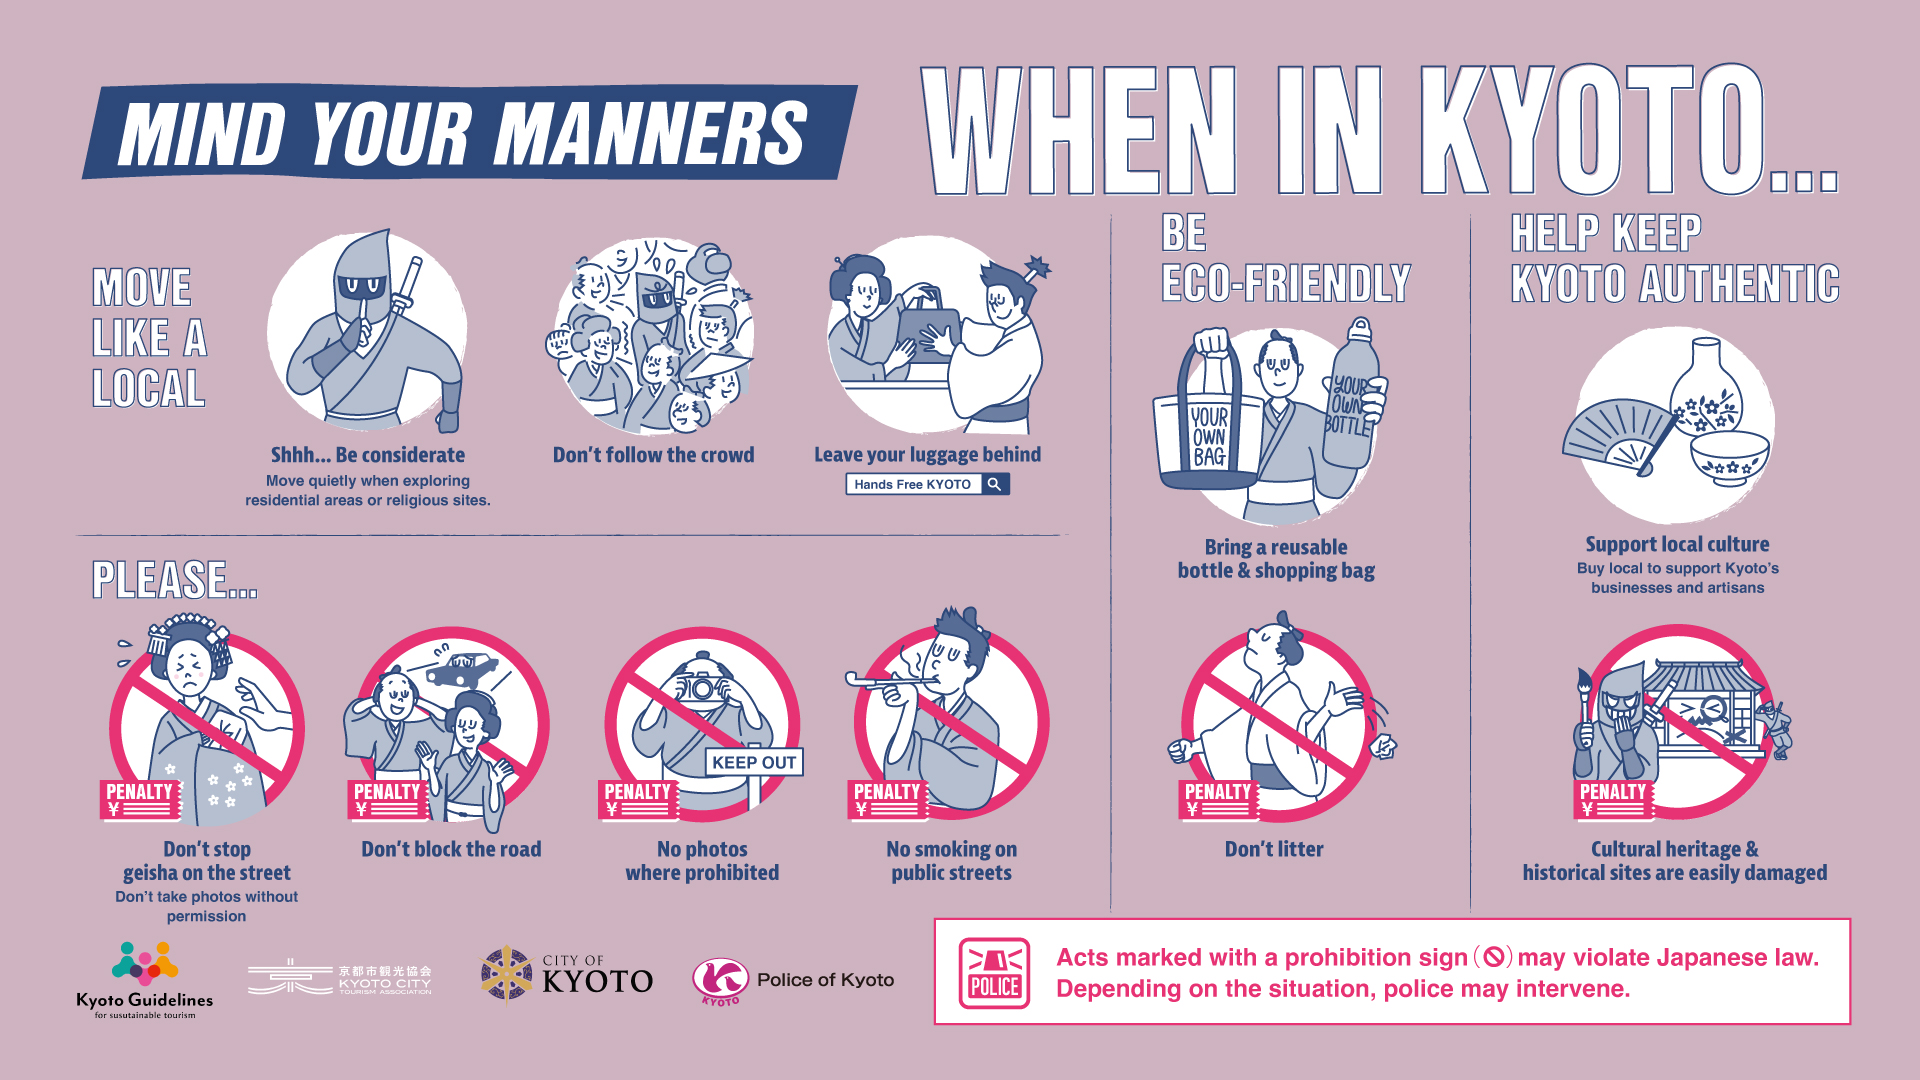 MIND YOUR MANNERS
WHEN IN KYOTO...
MOVE
LIKE A
LOCAL
Shhh... Be considerate
Move quietly when exploring
residential areas or religious sites.
Don't follow the crowd
Leave your luggage behind
Hands Free KYOTO
PLEASE...
PENALTY
¥
Don't stop
geisha on the street
Don't take photos without
permission
PENALTY
¥
Don't block the road
KEEP OUT
PENALTY
¥
No photos
where prohibited
PENALTY
¥
No smoking on
public streets
BE
ECO-FRIENDLY
YOUR
OWN
BAG
YOUR
OWN
BOTTLE
Bring a reusable
bottle & shopping bag
PENALTY
¥
Don't litter
HELP KEEP
KYOTO AUTHENTIC
Support local culture
Buy local to support Kyoto's
businesses and artisans
PENALTY
¥
Cultural heritage &
historical sites are easily damaged
Kyoto Guidelines
for susutainable tourism
京都市観光協会
KYOTO CITY
TOURISM ASSOCIATION
CITY OF
KYOTO
KYOTO
Police of Kyoto
POLICE
Acts marked with a prohibition sign（🚫）may violate Japanese law.
Depending on the situation, police may intervene.